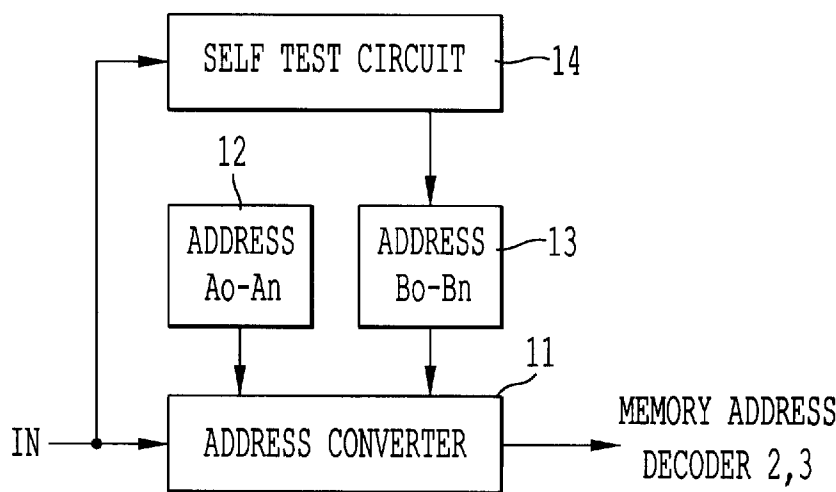 SELF TEST CIRCUIT
14
12
ADDRESS
Ao-An
ADDRESS
Bo-Bn
13
11
IN
ADDRESS CONVERTER
MEMORY ADDRESS
DECODER 2,3